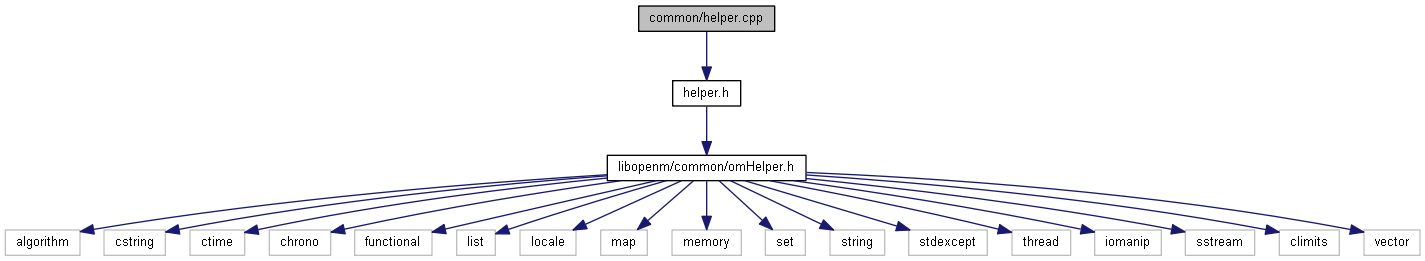 common/helper.cpp
helper.h
libopenm/common/omHelper.h
algorithm
cstring
ctime
chrono
functional
list
locale
map
memory
set
string
stdexcept
thread
iomanip
sstream
climits
vector